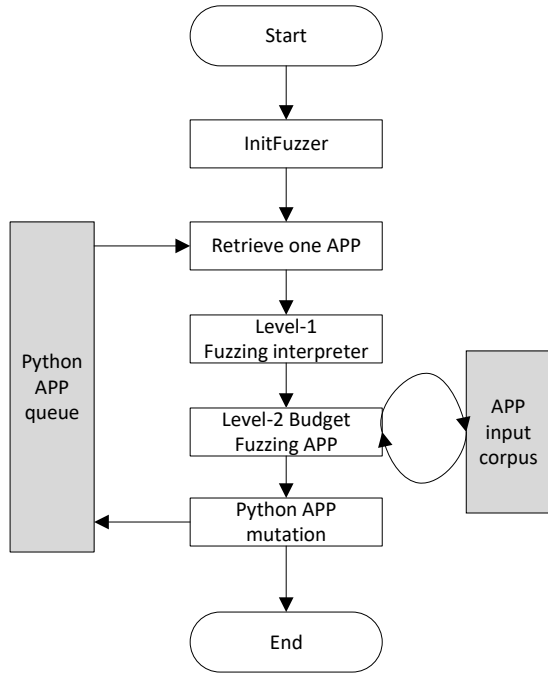 Start
InitFuzzer
Retrieve one APP
Level-1
Fuzzing interpreter
Python
APP
queue
Level-2 Budget
Fuzzing APP
APP
input
corpus
Python APP
mutation
End